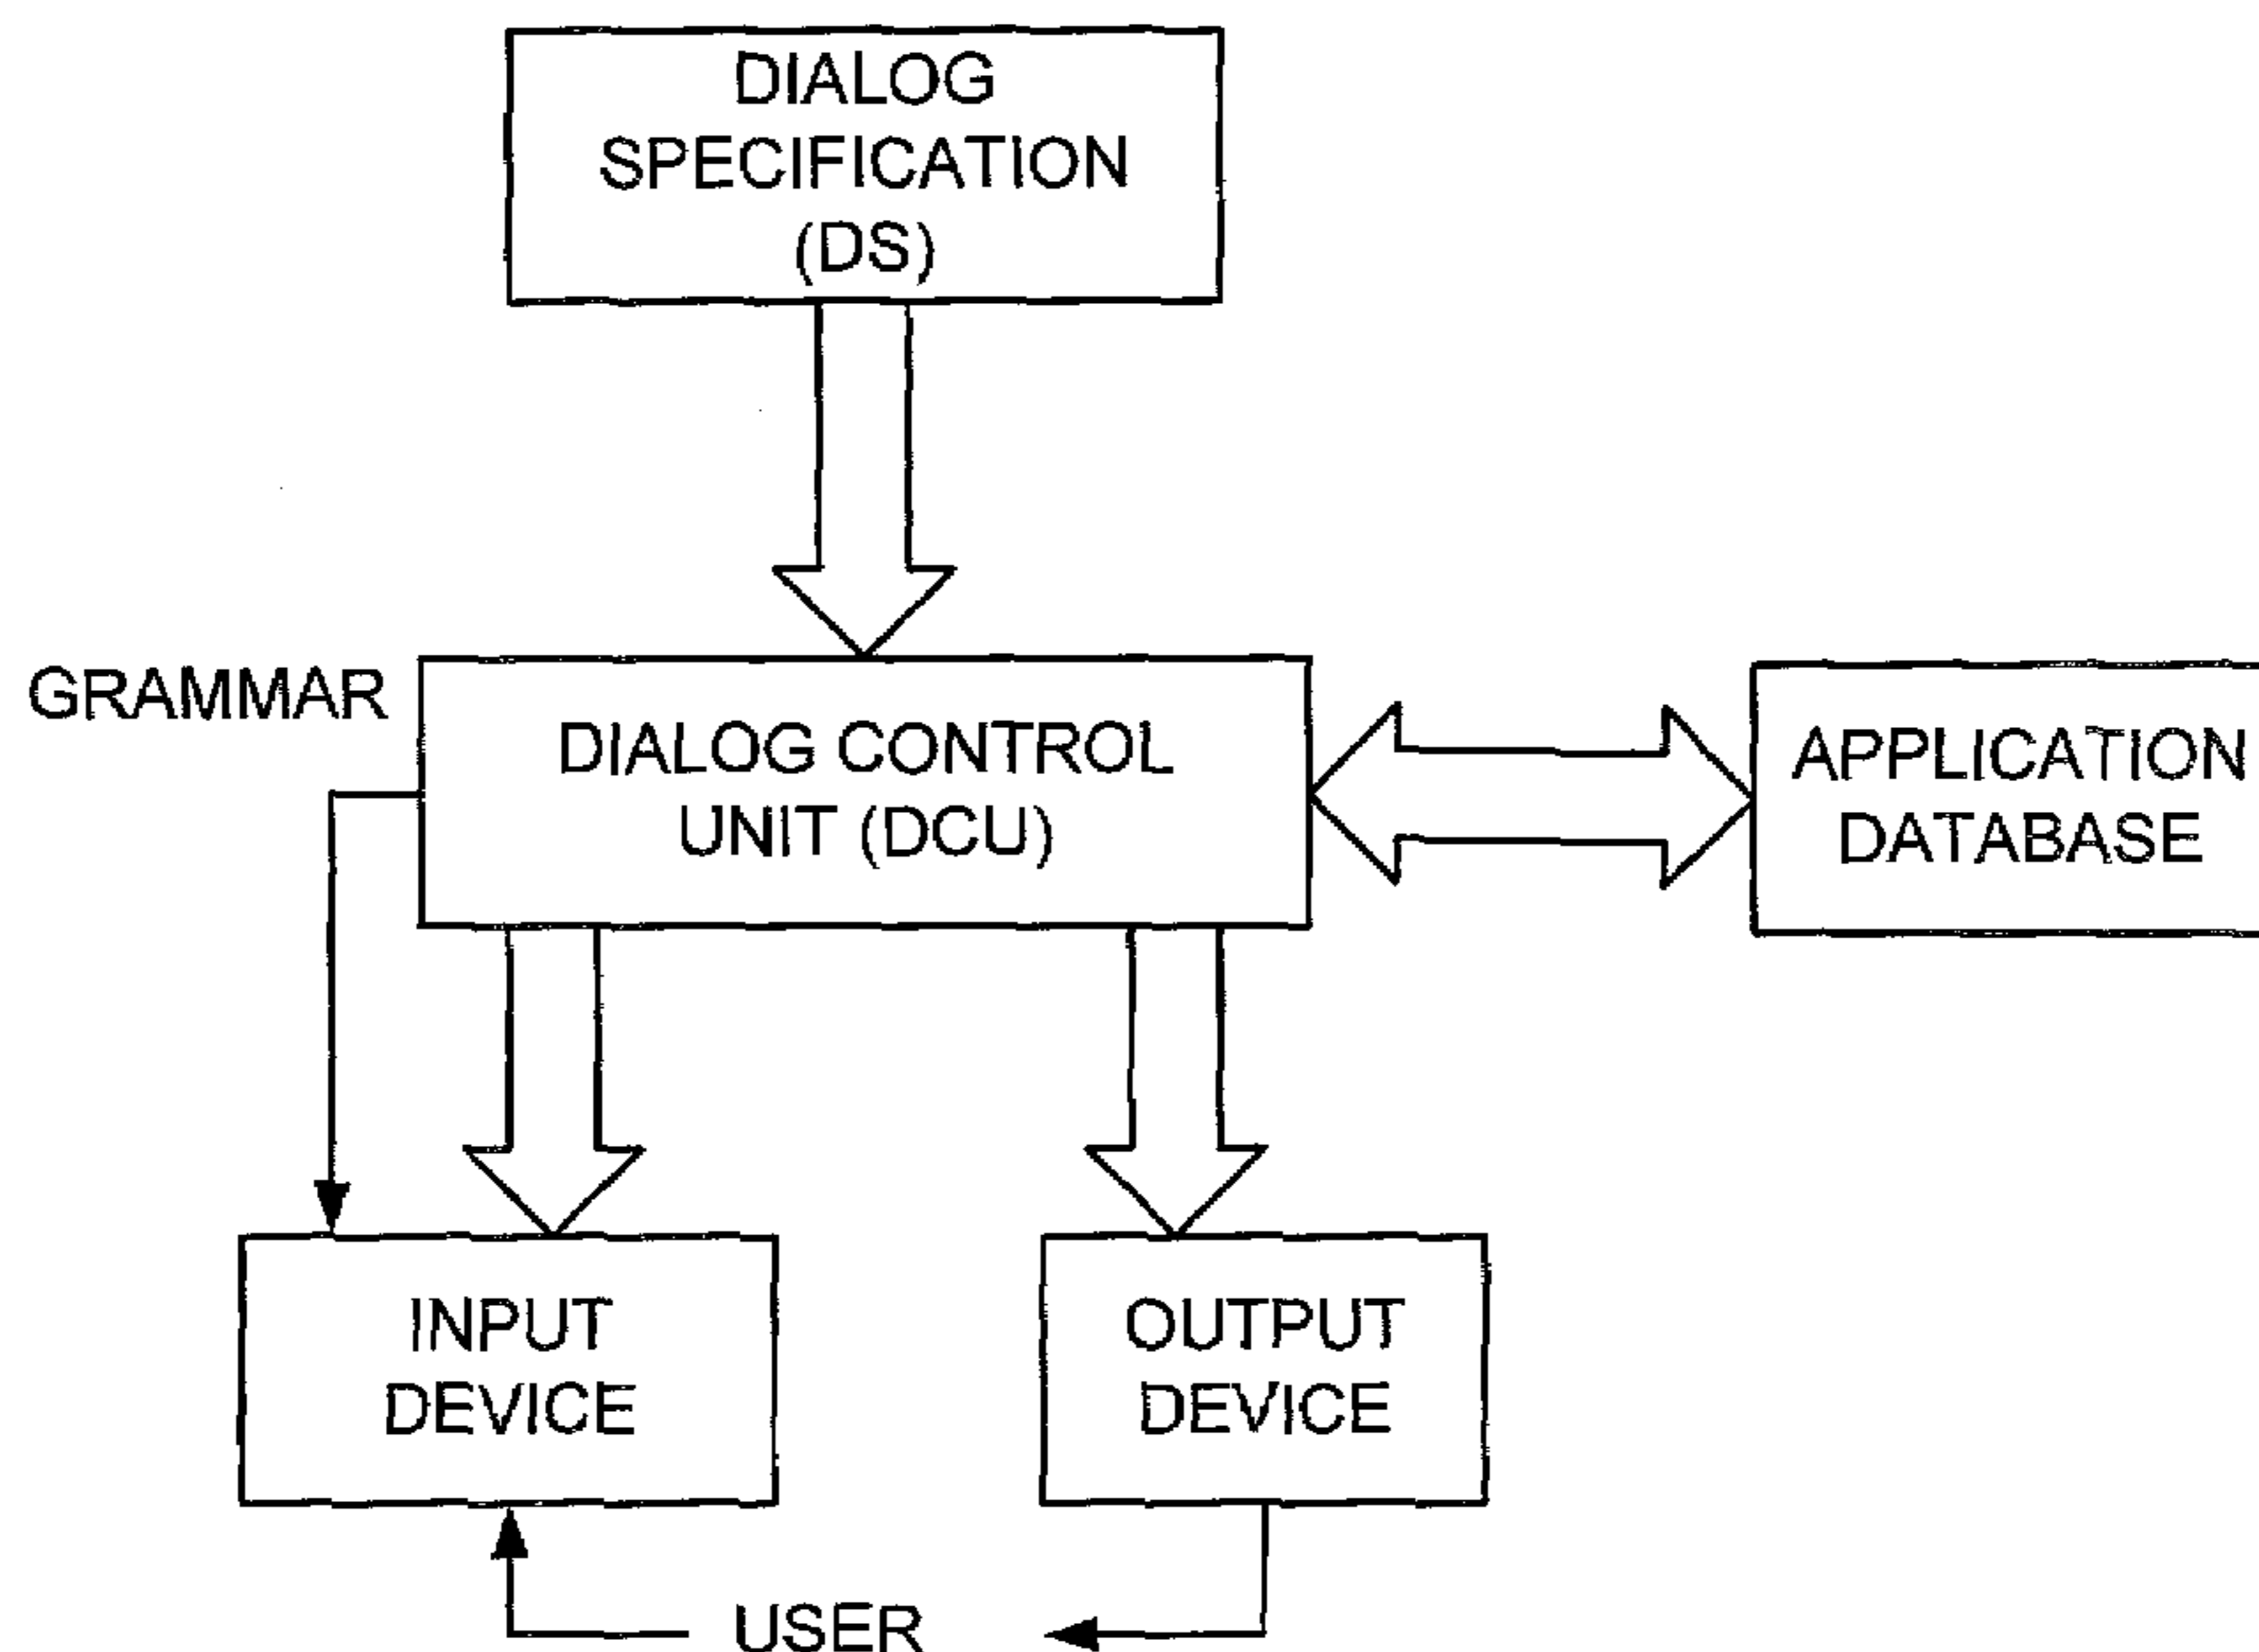 DIALOG
SPECIFICATION
(DS)
GRAMMAR
DIALOG CONTROL
UNIT (DCU)
APPLICATION
DATABASE
INPUT
DEVICE
OUTPUT
DEVICE
USER